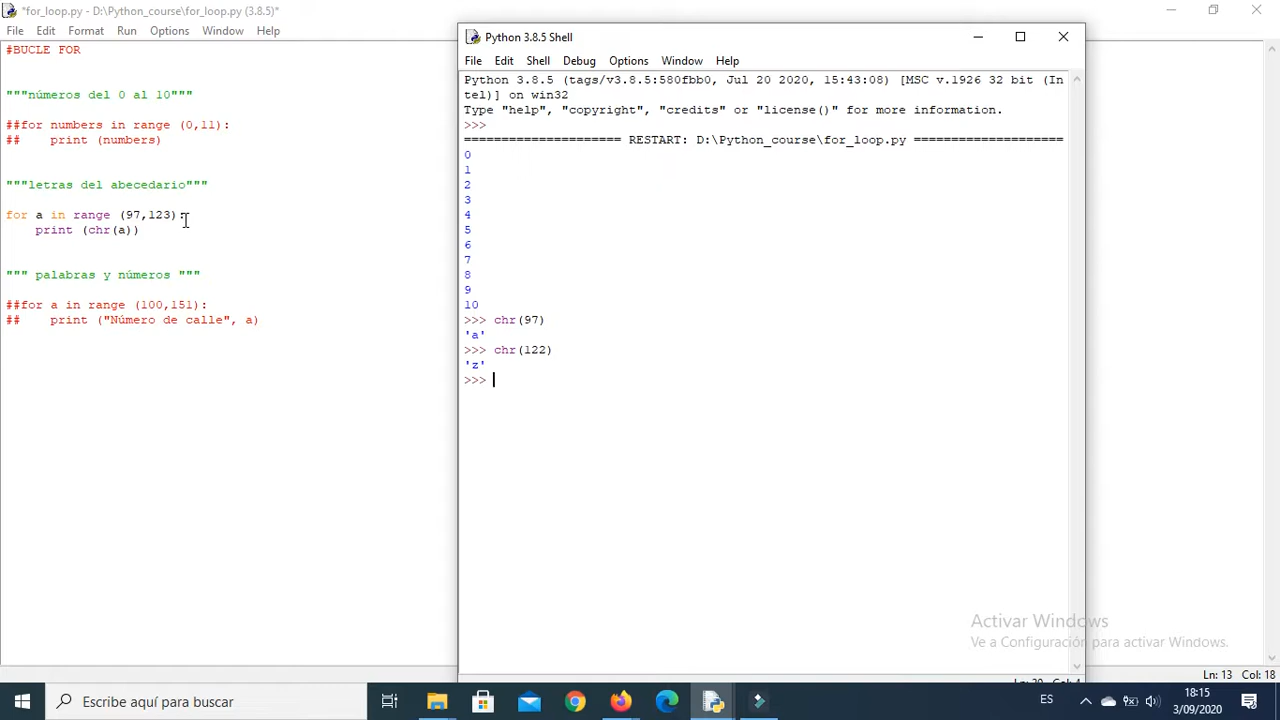 *for_loop.py - D:\Python_course\for_loop.py (3.8.5)*
File Edit Format Run Options Window Help
#BUCLE FOR
"""números del 0 al 10"""
##for numbers in range (0,11):
##    print (numbers)
"""letras del abecedario"""
for a in range (97,123):
    print (chr(a))
""" palabras y números """
##for a in range (100,151):
##    print ("Número de calle", a)
Python 3.8.5 Shell
File Edit Shell Debug Options Window Help
Python 3.8.5 (tags/v3.8.5:580fbb0, Jul 20 2020, 15:43:08) [MSC v.1926 32 bit (In
tel)] on win32
Type "help", "copyright", "credits" or "license()" for more information.
>>>
===================== RESTART: D:\Python_course\for_loop.py ====================
0
1
2
3
4
5
6
7
8
9
10
>>> chr(97)
'a'
>>> chr(122)
'z'
>>>
Activar Windows
Ve a Configuración para activar Windows.
Ln: 13 Col: 18
Escribe aquí para buscar
ES
18:15
3/09/2020